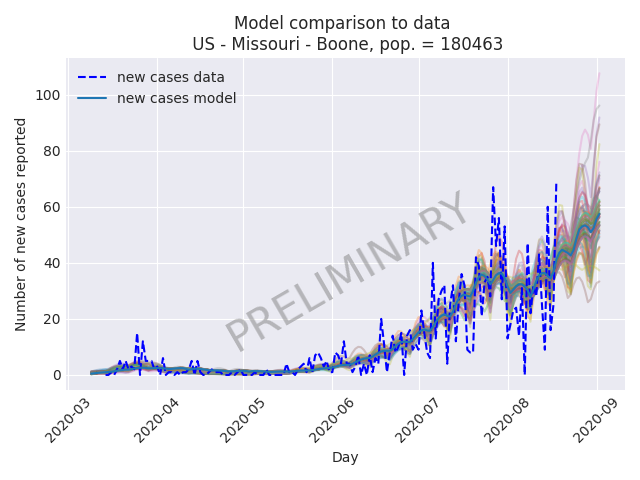 Model comparison to data
US - Missouri - Boone, pop. = 180463
new cases data
new cases model
Number of new cases reported
100
80
60
40
20
0
PRELIMINARY
2020-03
2020-04
2020-05
2020-06
2020-07
2020-08
2020-09
Day